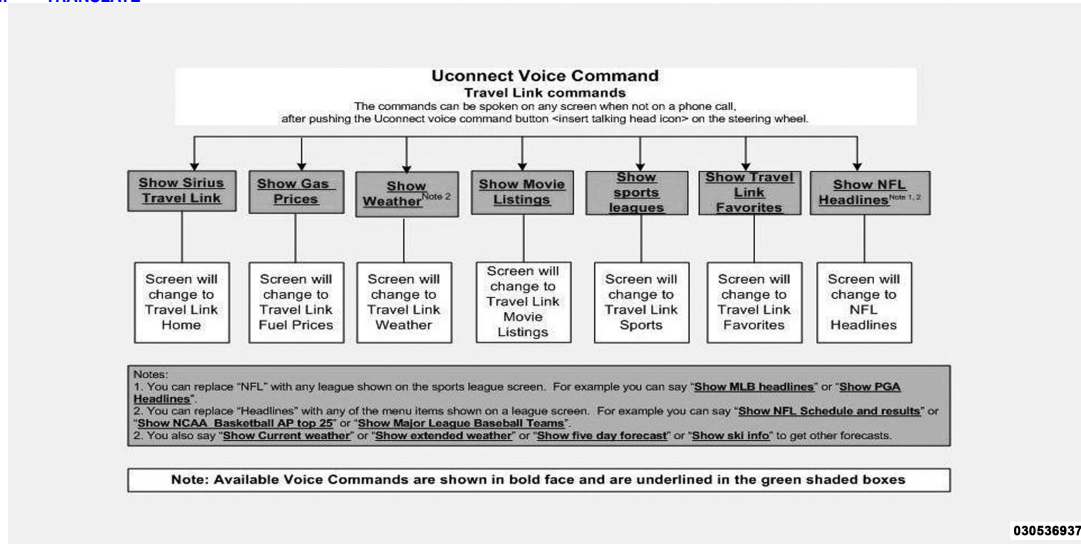 Uconnect Voice Command
Travel Link commands
The commands can be spoken on any screen when not on a phone call,
after pushing the Uconnect voice command button <insert talking head icon> on the steering wheel.
Show Sirius
Travel Link
Show Gas
Prices
Show
Weather Note 2
Show Movie
Listings
Show
sports
leagues
Show Travel
Link
Favorites
Show NFL
Headlines Note 1, 2
Screen will
change to
Travel Link
Home
Screen will
change to
Travel Link
Fuel Prices
Screen will
change to
Travel Link
Weather
Screen will
change to
Travel Link
Movie
Listings
Screen will
change to
Travel Link
Sports
Screen will
change to
Travel Link
Favorites
Screen will
change to
NFL
Headlines
Notes:
1. You can replace “NFL” with any league shown on the sports league screen. For example you can say “Show MLB headlines” or “Show PGA
Headlines”.
2. You can replace “Headlines” with any of the menu items shown on a league screen. For example you can say “Show NFL Schedule and results” or
“Show NCAA Basketball AP top 25” or “Show Major League Baseball Teams”.
2. You also say “Show Current weather” or “Show extended weather” or “Show five day forecast” or “Show ski info” to get other forecasts.
Note: Available Voice Commands are shown in bold face and are underlined in the green shaded boxes
030536937